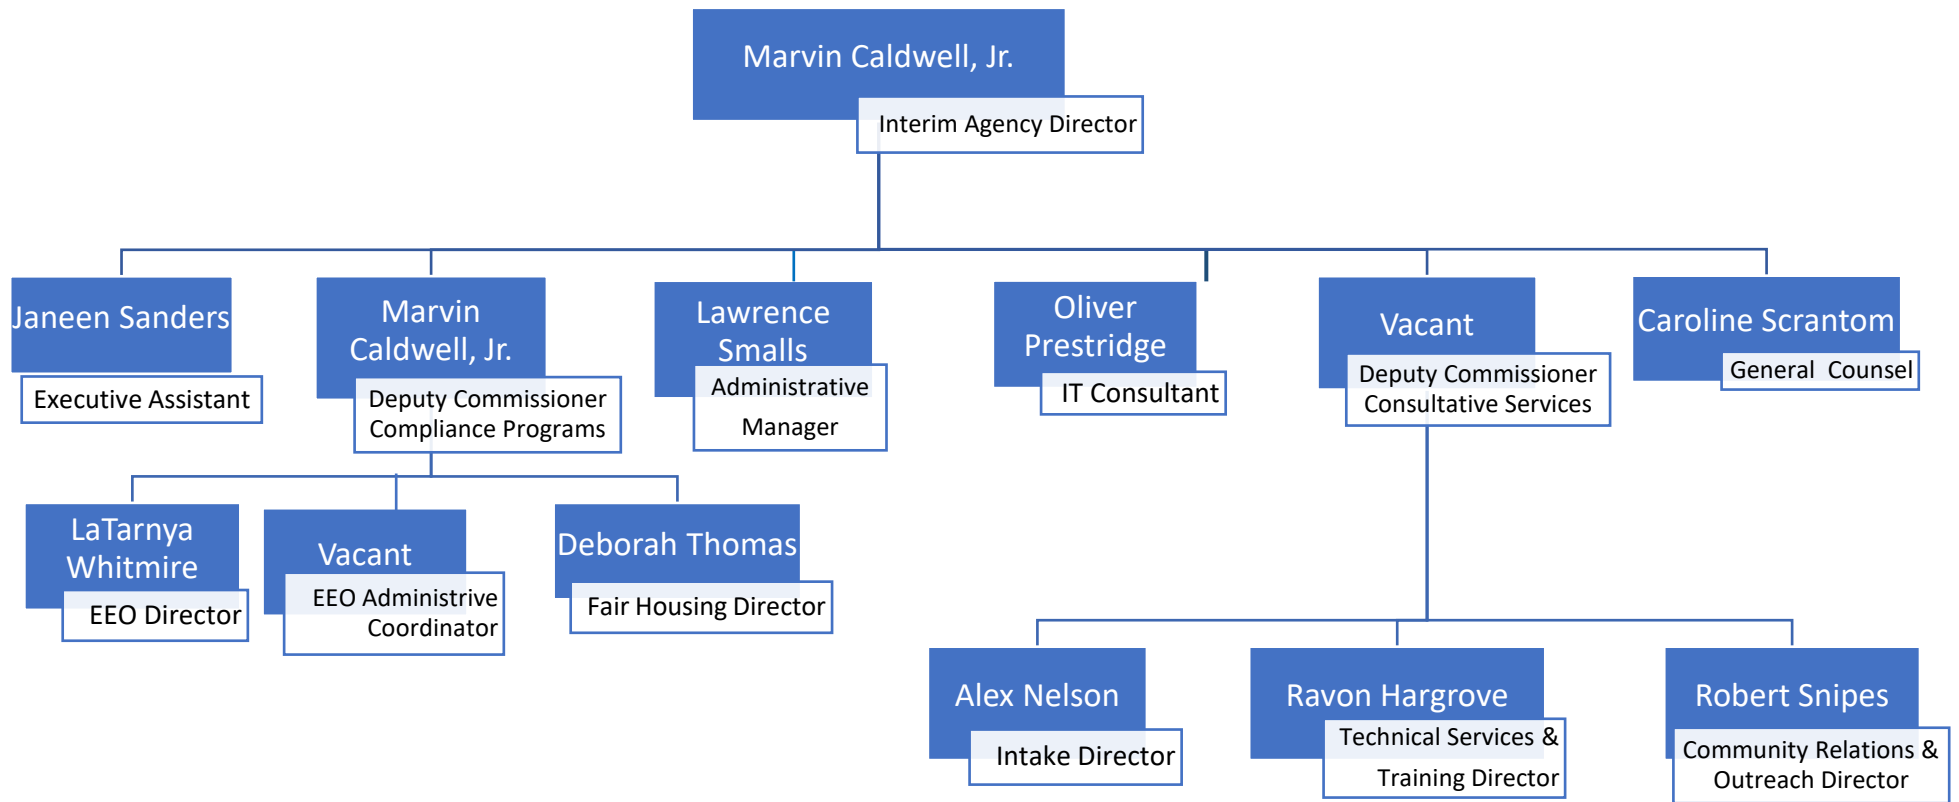 Marvin Caldwell, Jr.
Interim Agency Director
Janeen Sanders
Executive Assistant
Marvin
Caldwell, Jr.
Deputy Commissioner
Compliance Programs
Lawrence
Smalls
Administrative
Manager
Oliver
Prestridge
IT Consultant
Vacant
Deputy Commissioner
Consultative Services
Caroline Scrantom
General Counsel
LaTarnya
Whitmire
EEO Director
Vacant
EEO Administrive
Coordinator
Deborah Thomas
Fair Housing Director
Alex Nelson
Intake Director
Ravon Hargrove
Technical Services &
Training Director
Robert Snipes
Community Relations &
Outreach Director